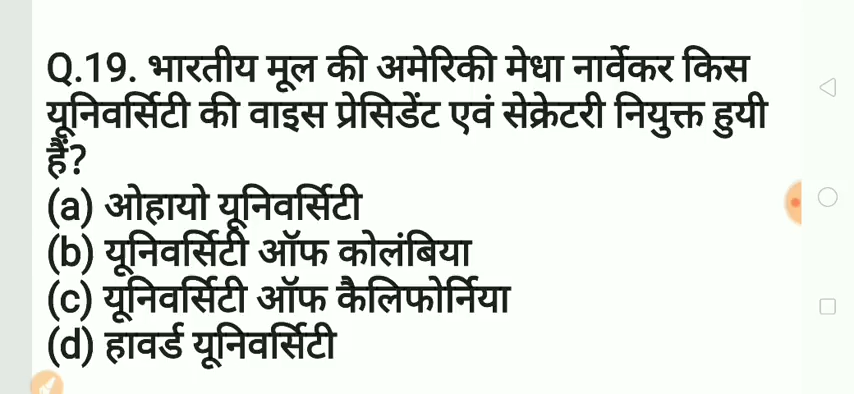 Q.19. भारतीय मूल की अमेरिकी मेधा नार्वेकर किस
यूनिवर्सिटी की वाइस प्रेसिडेंट एवं सेक्रेटरी नियुक्त हुयी
हैं?
(a) ओहायो यूनिवर्सिटी
(b) यूनिवर्सिटी ऑफ कोलंबिया
(c) यूनिवर्सिटी ऑफ कैलिफोर्निया
(d) हावर्ड यूनिवर्सिटी